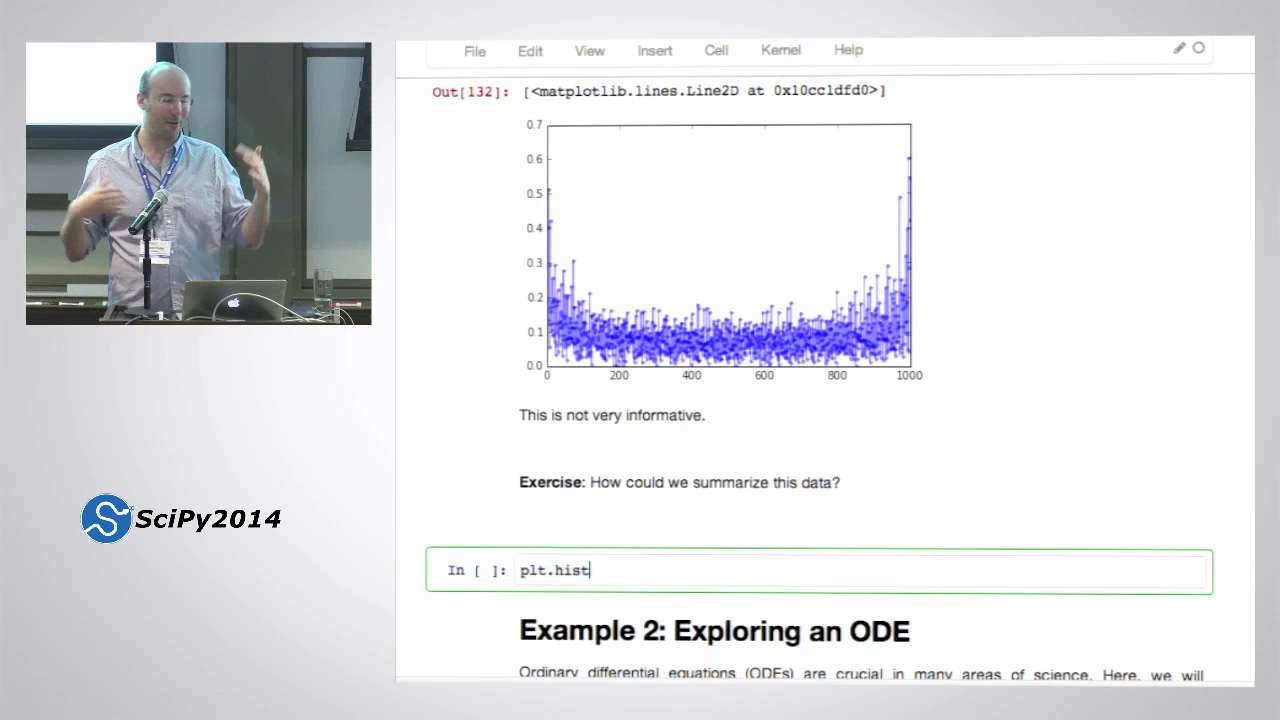 File Edit View Insert Cell Kernel Help
Out[132]: [<matplotlib.lines.Line2D at 0x10cc1dfd0>]
0.7
0.6
0.5
0.4
0.3
0.2
0.1
0.0
0 200 400 600 800 1000
This is not very informative.
Exercise: How could we summarize this data?
SciPy2014
In [ ]: plt.hist
Example 2: Exploring an ODE
Ordinary differential equations (ODEs) are crucial in many areas of science. Here, we will